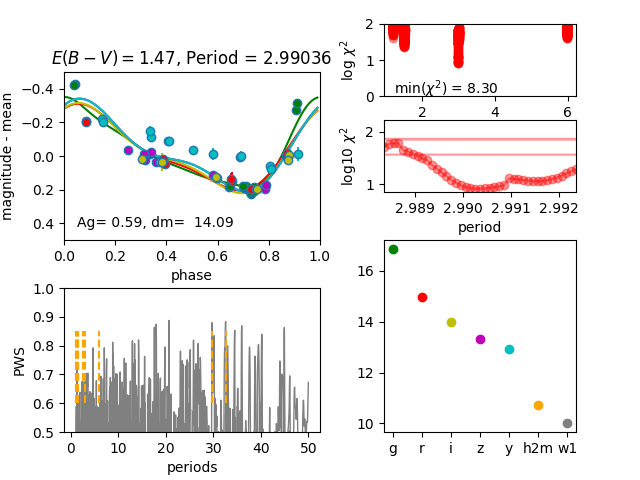 E(B − V) = 1.47, Period = 2.99036
magnitude - mean
−0.4
−0.2
0.0
0.2
0.4
Ag= 0.59, dm=  14.09
0.0 0.2 0.4 0.6 0.8 1.0
phase
log χ²
2
1
0
min(χ²) = 8.30
2 4 6
log10 χ²
2
1
2.989 2.990 2.991 2.992
period
PWS
1.0
0.9
0.8
0.7
0.6
0.5
0 10 20 30 40 50
periods
16
14
12
10
g r i z y h2m w1